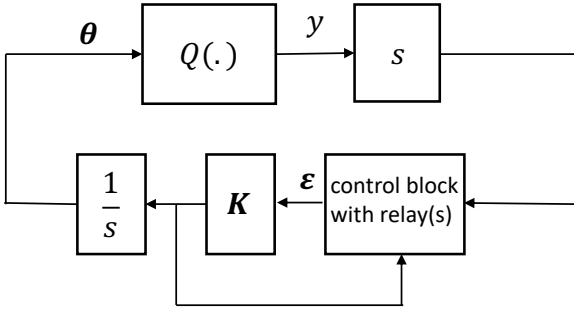 θ
Q(.)
y
s
1
s
K
ε
control block
with relay(s)